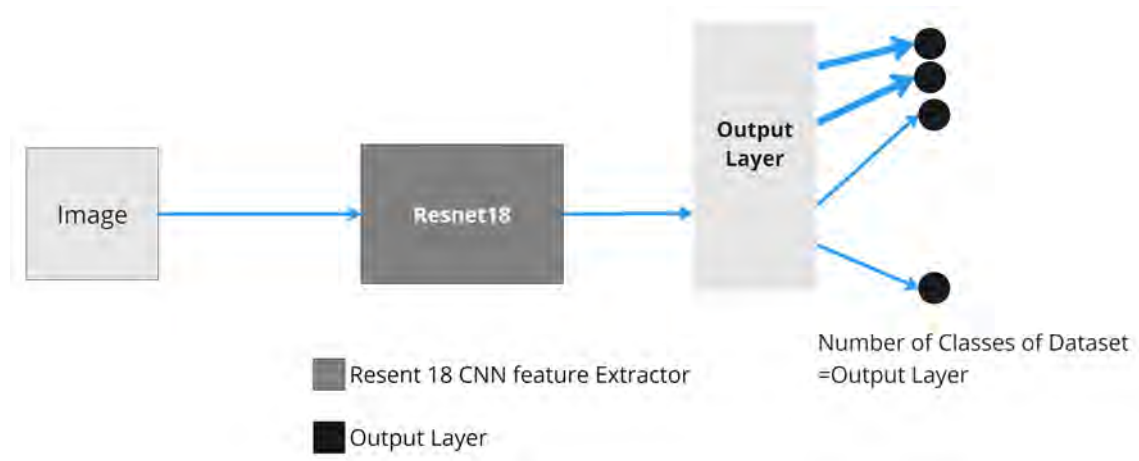 Image
Resnet18
Output
Layer
Number of Classes of Dataset
=Output Layer
Resent 18 CNN feature Extractor
Output Layer